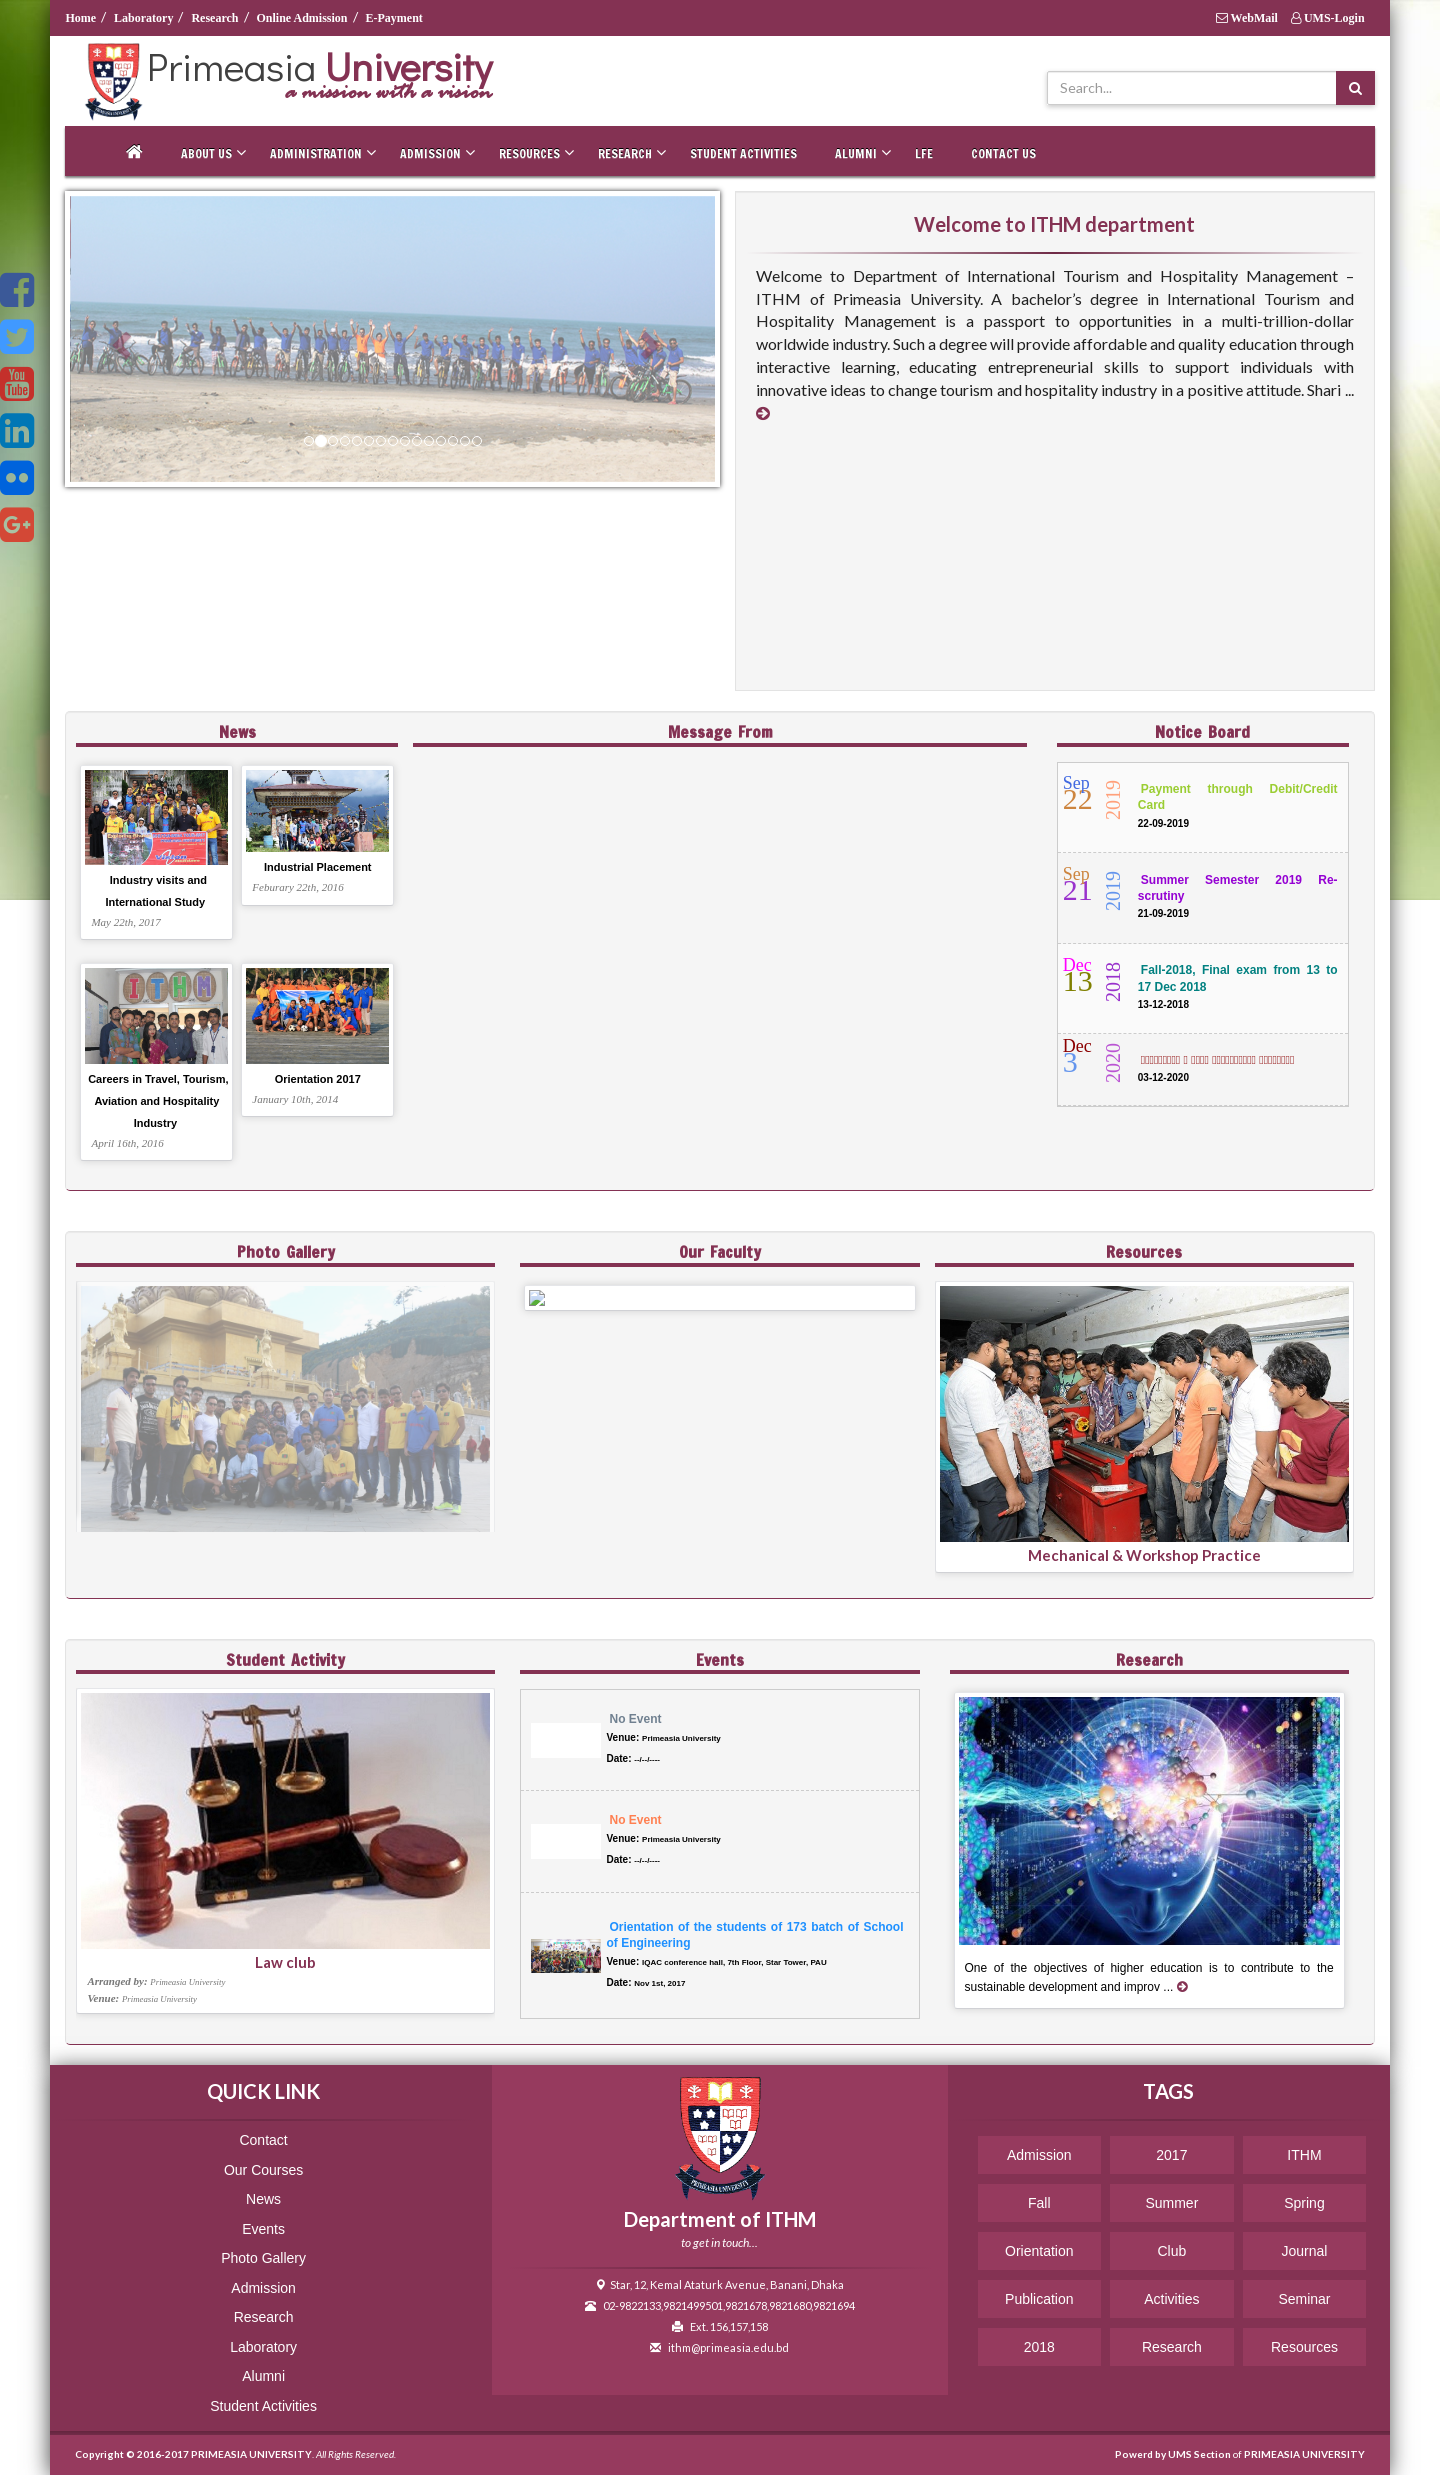 Home / Laboratory / Research / Online Admission / E-Payment
WebMail UMS-Login
Primeasia University
a mission with a vision
Search...
ABOUT US ADMINISTRATION ADMISSION RESOURCES RESEARCH STUDENT ACTIVITIES ALUMNI LFE CONTACT US
Welcome to ITHM department
Welcome to Department of International Tourism and Hospitality Management –
ITHM of Primeasia University. A bachelor's degree in International Tourism and
Hospitality Management is a passport to opportunities in a multi-trillion-dollar
worldwide industry. Such a degree will provide affordable and quality education through
interactive learning, educating entrepreneurial skills to support individuals with
innovative ideas to change tourism and hospitality industry in a positive attitude. Shari ...
You
Tube
News
Industry visits and
International Study
May 22th, 2017
Industrial Placement
Feburary 22th, 2016
ITHM
Careers in Travel, Tourism,
Aviation and Hospitality
Industry
April 16th, 2016
Orientation 2017
January 10th, 2014
Message From
Notice Board
Sep
22
2019
Payment through Debit/Credit
Card
22-09-2019
Sep
21
2019
Summer Semester 2019 Re-
scrutiny
21-09-2019
Dec
13
2018
Fall-2018, Final exam from 13 to
17 Dec 2018
13-12-2018
Dec
3
2020
03-12-2020
Photo Gallery
Our Faculty
Resources
Mechanical & Workshop Practice
Student Activity
Law club
Arranged by: Primeasia University
Venue: Primeasia University
Events
No Event
Venue: Primeasia University
Date: --/--/----
No Event
Venue: Primeasia University
Date: --/--/----
Orientation of the students of 173 batch of School
of Engineering
Venue: IQAC conference hall, 7th Floor, Star Tower, PAU
Date: Nov 1st, 2017
Research
One of the objectives of higher education is to contribute to the
sustainable development and improv ...
QUICK LINK
Contact
Our Courses
News
Events
Photo Gallery
Admission
Research
Laboratory
Alumni
Student Activities
PRIMEASIA UNIVERSITY
Department of ITHM
to get in touch...
Star, 12, Kemal Ataturk Avenue, Banani, Dhaka
02-9822133,9821499501,9821678,9821680,9821694
Ext. 156,157,158
ithm@primeasia.edu.bd
TAGS
Admission 2017 ITHM
Fall Summer Spring
Orientation Club Journal
Publication Activities Seminar
2018 Research Resources
Copyright © 2016-2017 PRIMEASIA UNIVERSITY. All Rights Reserved.
Powerd by UMS Section of PRIMEASIA UNIVERSITY